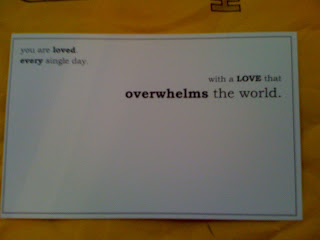 you are loved.
every single day.
with a LOVE that
overwhelms the world.